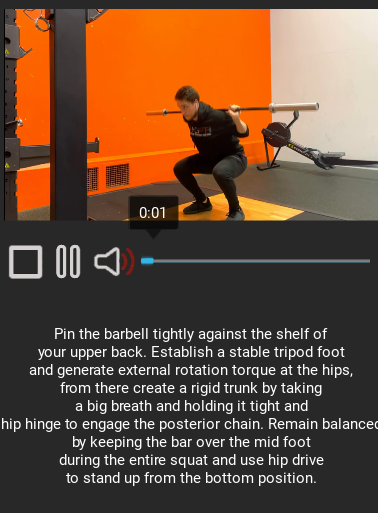 0:01
Pin the barbell tightly against the shelf of
your upper back. Establish a stable tripod foot
and generate external rotation torque at the hips,
from there create a rigid trunk by taking
a big breath and holding it tight and
hip hinge to engage the posterior chain. Remain balanced
by keeping the bar over the mid foot
during the entire squat and use hip drive
to stand up from the bottom position.